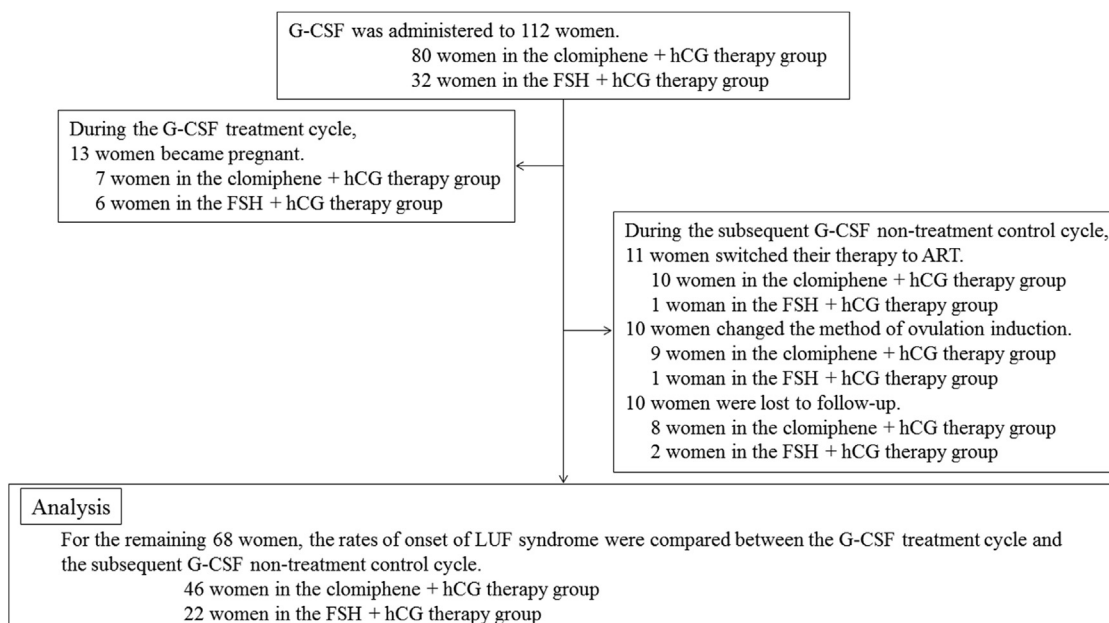 G-CSF was administered to 112 women.
80 women in the clomiphene + hCG therapy group
32 women in the FSH + hCG therapy group
During the G-CSF treatment cycle,
13 women became pregnant.
7 women in the clomiphene + hCG therapy group
6 women in the FSH + hCG therapy group
During the subsequent G-CSF non-treatment control cycle,
11 women switched their therapy to ART.
10 women in the clomiphene + hCG therapy group
1 woman in the FSH + hCG therapy group
10 women changed the method of ovulation induction.
9 women in the clomiphene + hCG therapy group
1 woman in the FSH + hCG therapy group
10 women were lost to follow-up.
8 women in the clomiphene + hCG therapy group
2 women in the FSH + hCG therapy group
Analysis
For the remaining 68 women, the rates of onset of LUF syndrome were compared between the G-CSF treatment cycle and
the subsequent G-CSF non-treatment control cycle.
46 women in the clomiphene + hCG therapy group
22 women in the FSH + hCG therapy group